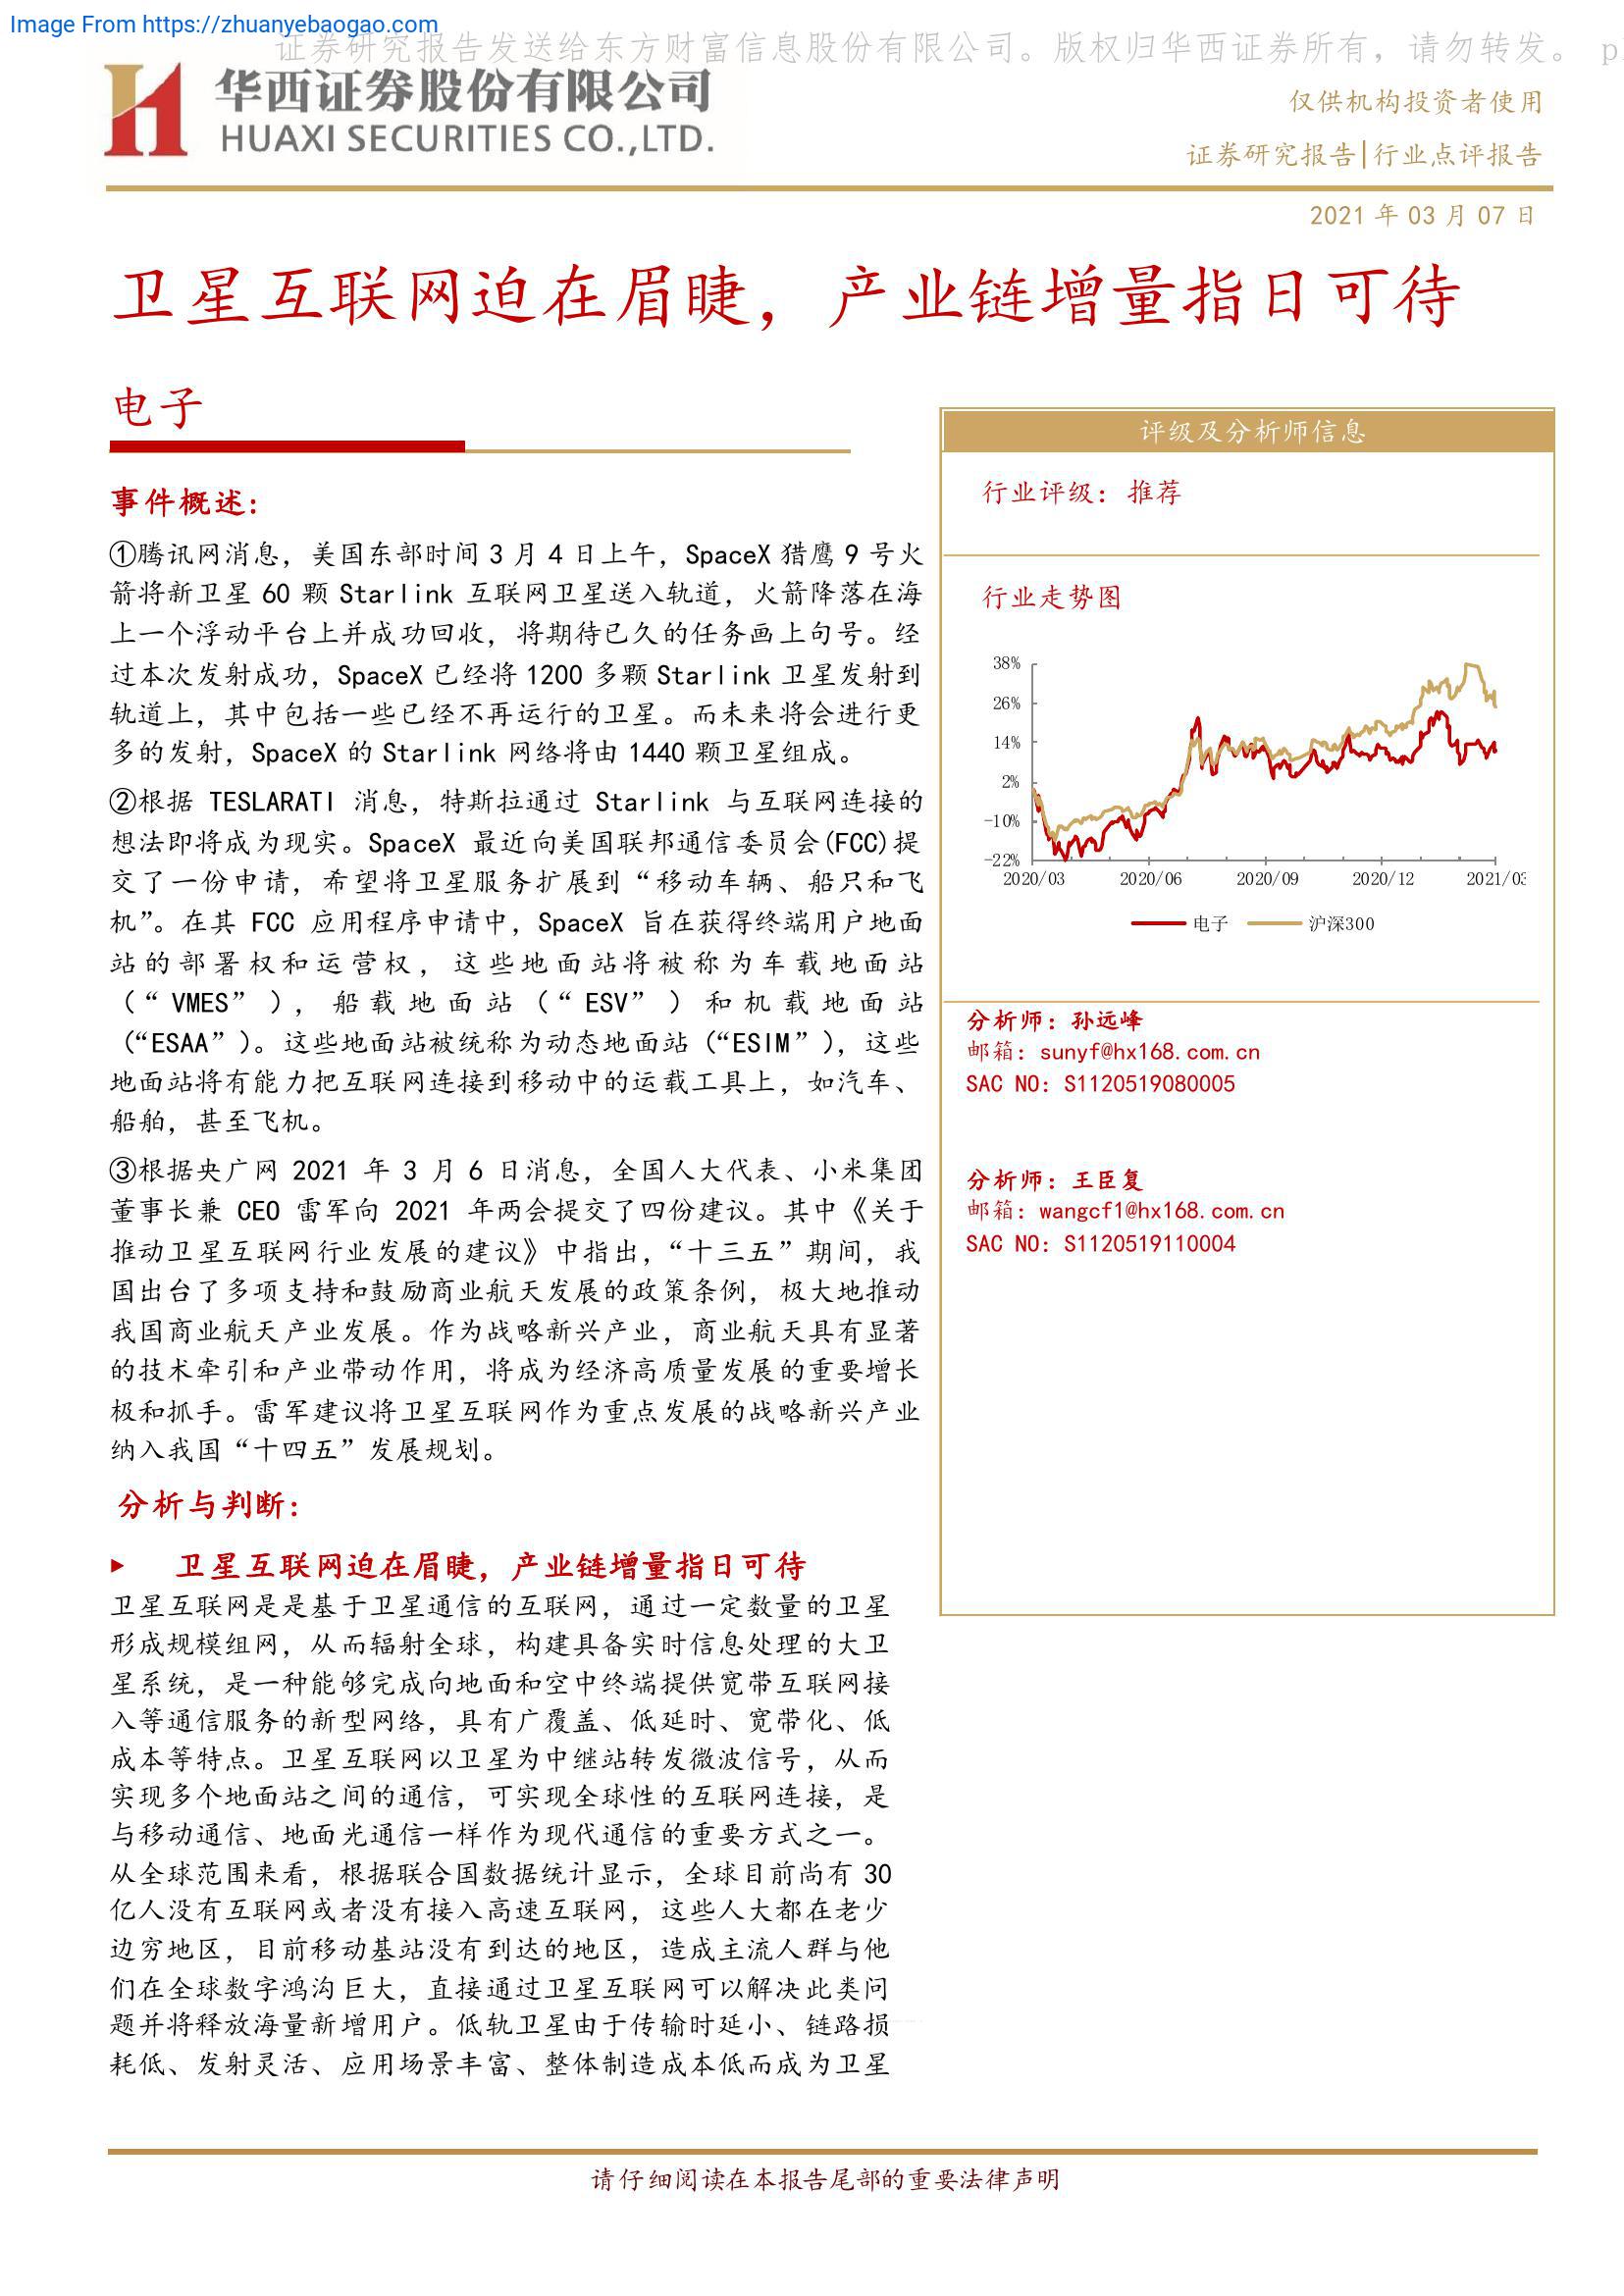 Image From https://zhuanyebaogao.com
证券研究报告发送给东方财富信息股份有限公司。版权归华西证券所有，请勿转发。 p
华西证券股份有限公司
HUAXI SECURITIES CO.,LTD.
仅供机构投资者使用
证券研究报告|行业点评报告
2021 年 03 月 07 日
卫星互联网迫在眉睫，产业链增量指日可待
电子
事件概述：
①腾讯网消息，美国东部时间 3 月 4 日上午，SpaceX 猎鹰 9 号火
箭将新卫星 60 颗 Starlink 互联网卫星送入轨道，火箭降落在海
上一个浮动平台上并成功回收，将期待已久的任务画上句号。经
过本次发射成功，SpaceX 已经将 1200 多颗 Starlink 卫星发射到
轨道上，其中包括一些已经不再运行的卫星。而未来将会进行更
多的发射，SpaceX 的 Starlink 网络将由 1440 颗卫星组成。
②根据 TESLARATI 消息，特斯拉通过 Starlink 与互联网连接的
想法即将成为现实。SpaceX 最近向美国联邦通信委员会(FCC)提
交了一份申请，希望将卫星服务扩展到“移动车辆、船只和飞
机”。在其 FCC 应用程序申请中，SpaceX 旨在获得终端用户地面
站的部署权和运营权，这些地面站将被称为车载地面站
（“VMES”），船载地面站（“ESV”）和机载地面站
（“ESAA”）。这些地面站被统称为动态地面站（“ESIM”），这些
地面站将有能力把互联网连接到移动中的运载工具上，如汽车、
船舶，甚至飞机。
③根据央广网 2021 年 3 月 6 日消息，全国人大代表、小米集团
董事长兼 CEO 雷军向 2021 年两会提交了四份建议。其中《关于
推动卫星互联网行业发展的建议》中指出，“十三五”期间，我
国出台了多项支持和鼓励商业航天发展的政策条例，极大地推动
我国商业航天产业发展。作为战略新兴产业，商业航天具有显著
的技术牵引和产业带动作用，将成为经济高质量发展的重要增长
极和抓手。雷军建议将卫星互联网作为重点发展的战略新兴产业
纳入我国“十四五”发展规划。
分析与判断：
► 卫星互联网迫在眉睫，产业链增量指日可待
卫星互联网是是基于卫星通信的互联网，通过一定数量的卫星
形成规模组网，从而辐射全球，构建具备实时信息处理的大卫
星系统，是一种能够完成向地面和空中终端提供宽带互联网接
入等通信服务的新型网络，具有广覆盖、低延时、宽带化、低
成本等特点。卫星互联网以卫星为中继站转发微波信号，从而
实现多个地面站之间的通信，可实现全球性的互联网连接，是
与移动通信、地面光通信一样作为现代通信的重要方式之一。
从全球范围来看，根据联合国数据统计显示，全球目前尚有 30
亿人没有互联网或者没有接入高速互联网，这些人大都在老少
边穷地区，目前移动基站没有到达的地区，造成主流人群与他
们在全球数字鸿沟巨大，直接通过卫星互联网可以解决此类问
题并将释放海量新增用户。低轨卫星由于传输时延小、链路损
耗低、发射灵活、应用场景丰富、整体制造成本低而成为卫星
评级及分析师信息
行业评级：推荐
行业走势图
38%
26%
14%
2%
-10%
-22%
2020/03 2020/06 2020/09 2020/12 2021/03
电子 沪深300
分析师：孙远峰
邮箱：sunyf@hx168.com.cn
SAC NO：S1120519080005
分析师：王臣复
邮箱：wangcf1@hx168.com.cn
SAC NO：S1120519110004
请仔细阅读在本报告尾部的重要法律声明